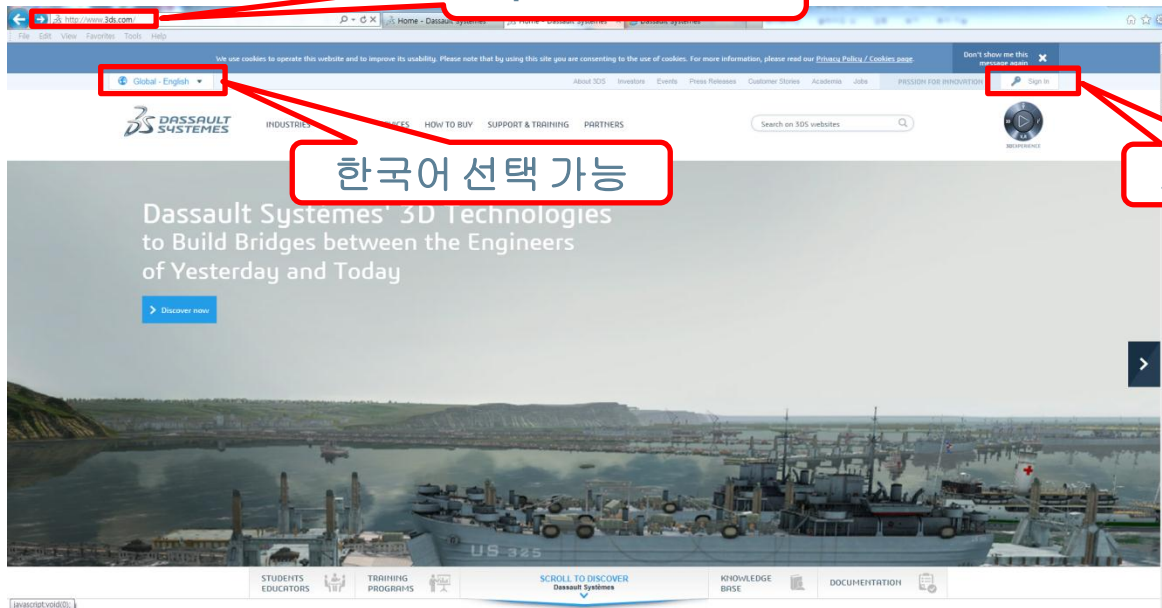 http://www.3ds.com/
Home - Dassault Systèmes
File Edit View Favorites Tools Help
We use cookies to operate this website and to improve its usability. Please note that by using this site you are consenting to the use of cookies. For more information, please read our Privacy Policy / Cookies page.
Don't show me this message again
Global - English
About 3DS Investors Events Press Releases Customer Stories Academia Jobs
PASSION FOR INNOVATION
Sign In
DASSAULT
SYSTEMES
INDUSTRIES
HOW TO BUY
SUPPORT & TRAINING
PARTNERS
Search on 3DS websites
3DEXPERIENCE
한국어 선택 가능
Dassault Systèmes' 3D Technologies
to Build Bridges between the Engineers
of Yesterday and Today
Discover now
US 325
STUDENTS
EDUCATORS
TRAINING
PROGRAMS
SCROLL TO DISCOVER
Dassault Systèmes
KNOWLEDGE
BASE
DOCUMENTATION
javascript:void(0);